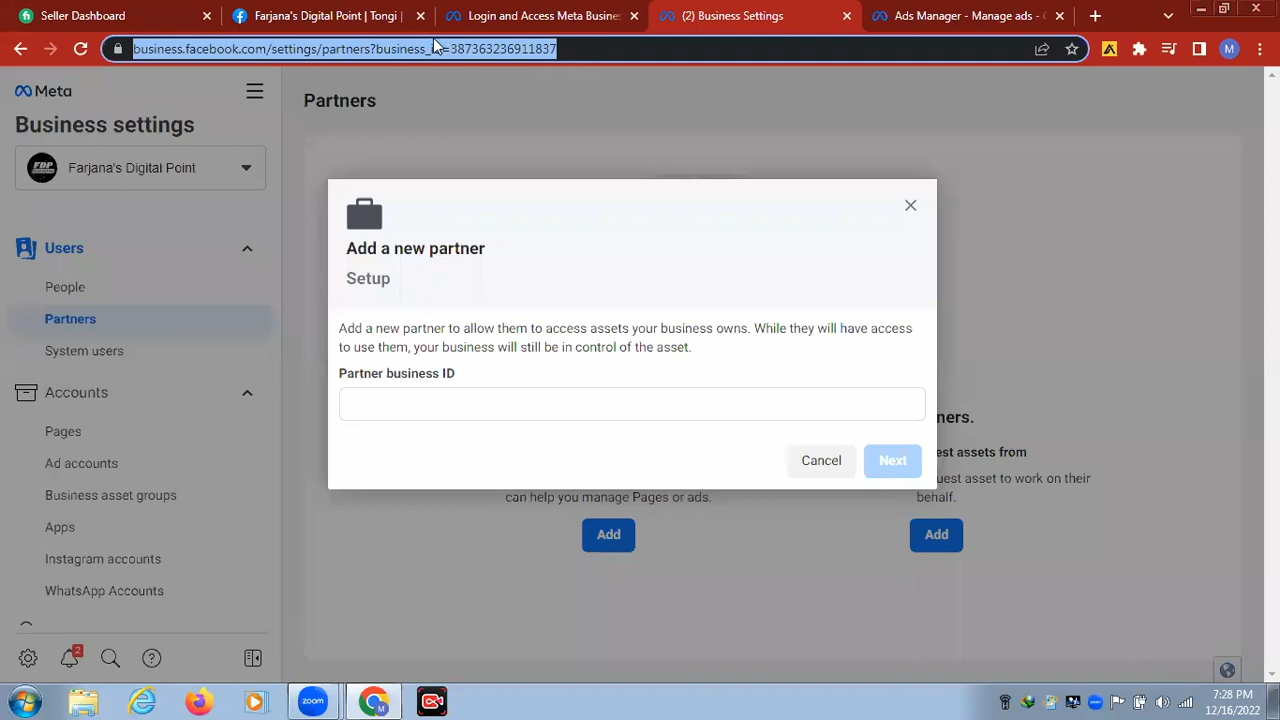 Seller Dashboard
Farjana's Digital Point | Tongi |
Login and Access Meta Busine
(2) Business Settings
Ads Manager - Manage ads -
business.facebook.com/settings/partners?business_id=387363236911837
M
Meta
Business settings
FDP
Farjana's Digital Point
Users
People
Partners
System users
Accounts
Pages
Ad accounts
Business asset groups
Apps
Instagram accounts
WhatsApp Accounts
2
Partners
Add a new partner
Setup
Add a new partner to allow them to access assets your business owns. While they will have access
to use them, your business will still be in control of the asset.
Partner business ID
Cancel
Next
ners.
est assets from
uest asset to work on their
can help you manage Pages or ads.
behalf.
Add
Add
zoom
M
7:28 PM
12/16/2022